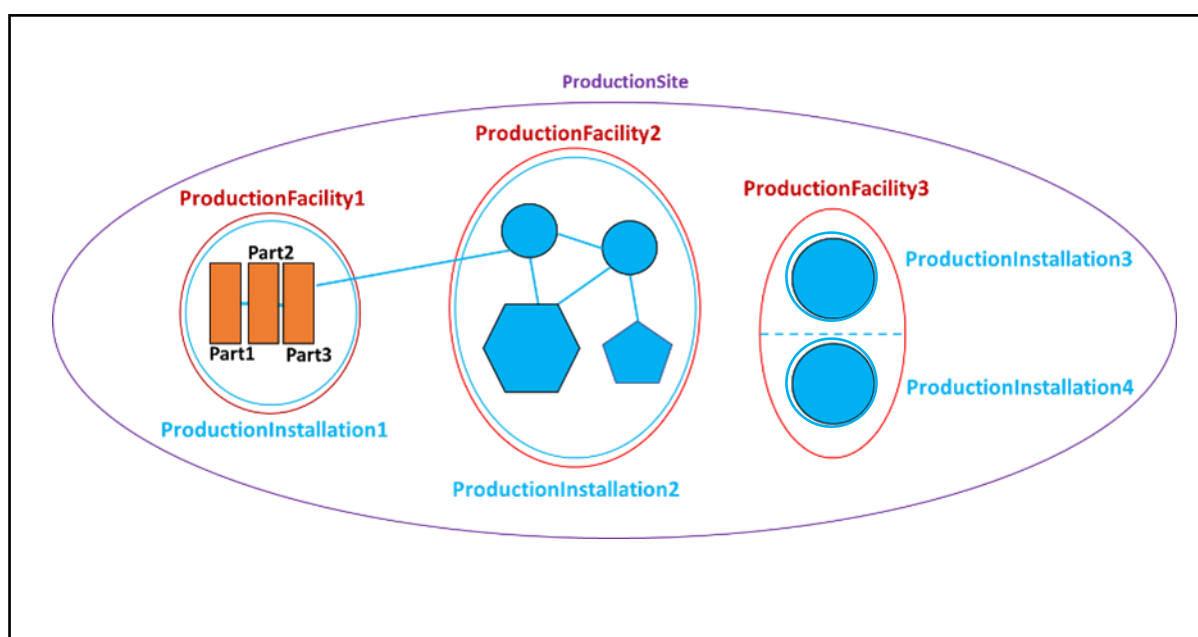 ProductionSite
ProductionFacility2
ProductionFacility1
ProductionFacility3
Part2
ProductionInstallation3
Part1
Part3
ProductionInstallation4
ProductionInstallation1
ProductionInstallation2